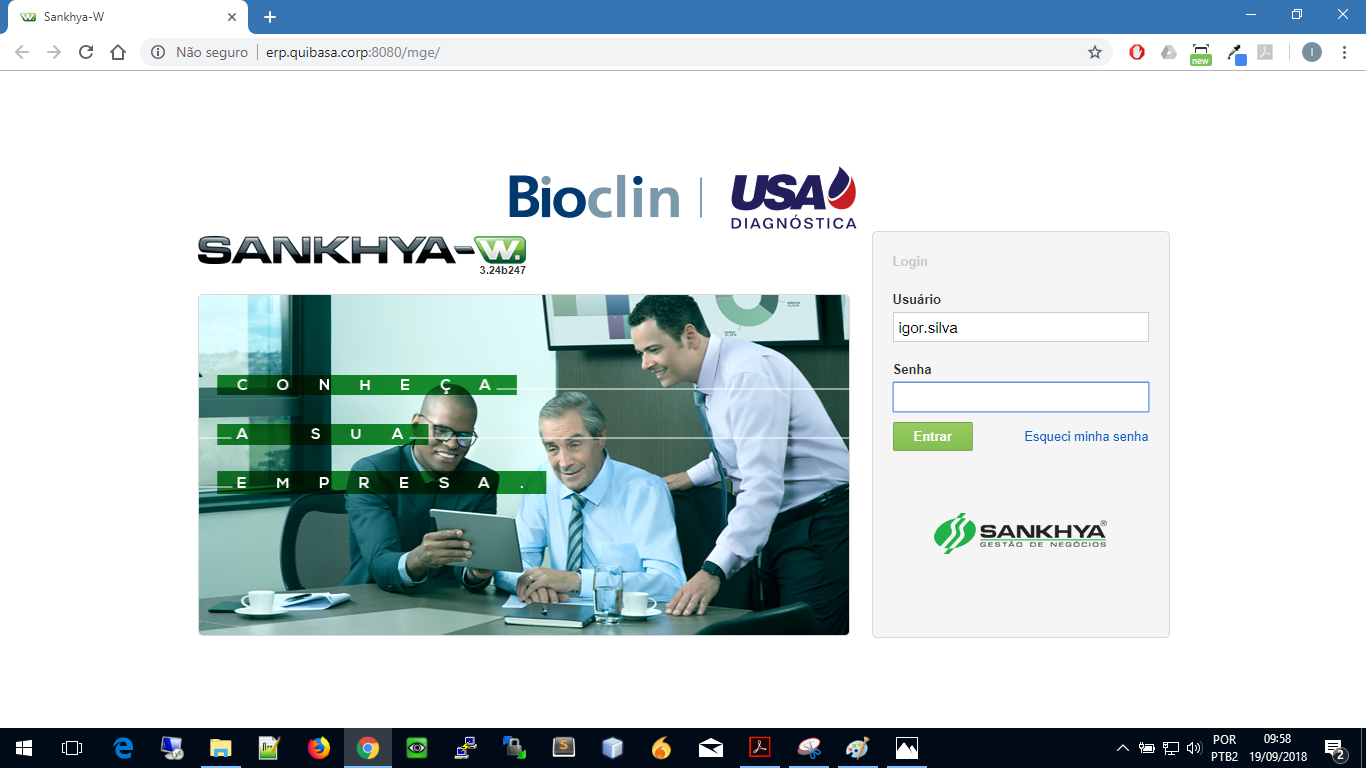 Sankhya-W
Não seguro
erp.quibasa.corp:8080/mge/
new
I
Bioclin
USA
DIAGNÓSTICA
SANKHYA-W.
3.24b247
CONHEÇA
A SUA
EMPRESA.
Login
Usuário
igor.silva
Senha
Entrar
Esqueci minha senha
SANKHYA®
GESTÃO DE NEGÓCIOS
POR
PTB2
09:58
19/09/2018
2